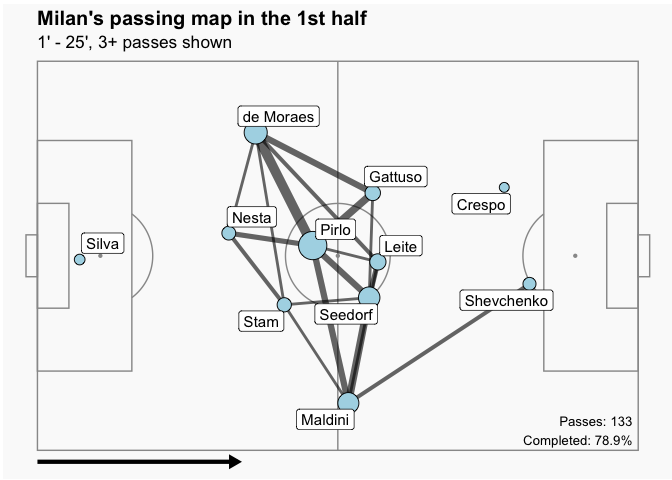 Milan's passing map in the 1st half
1' - 25', 3+ passes shown
de Moraes
Gattuso
Crespo
Nesta
Pirlo
Silva
Leite
Shevchenko
Stam
Seedorf
Maldini
Passes: 133
Completed: 78.9%